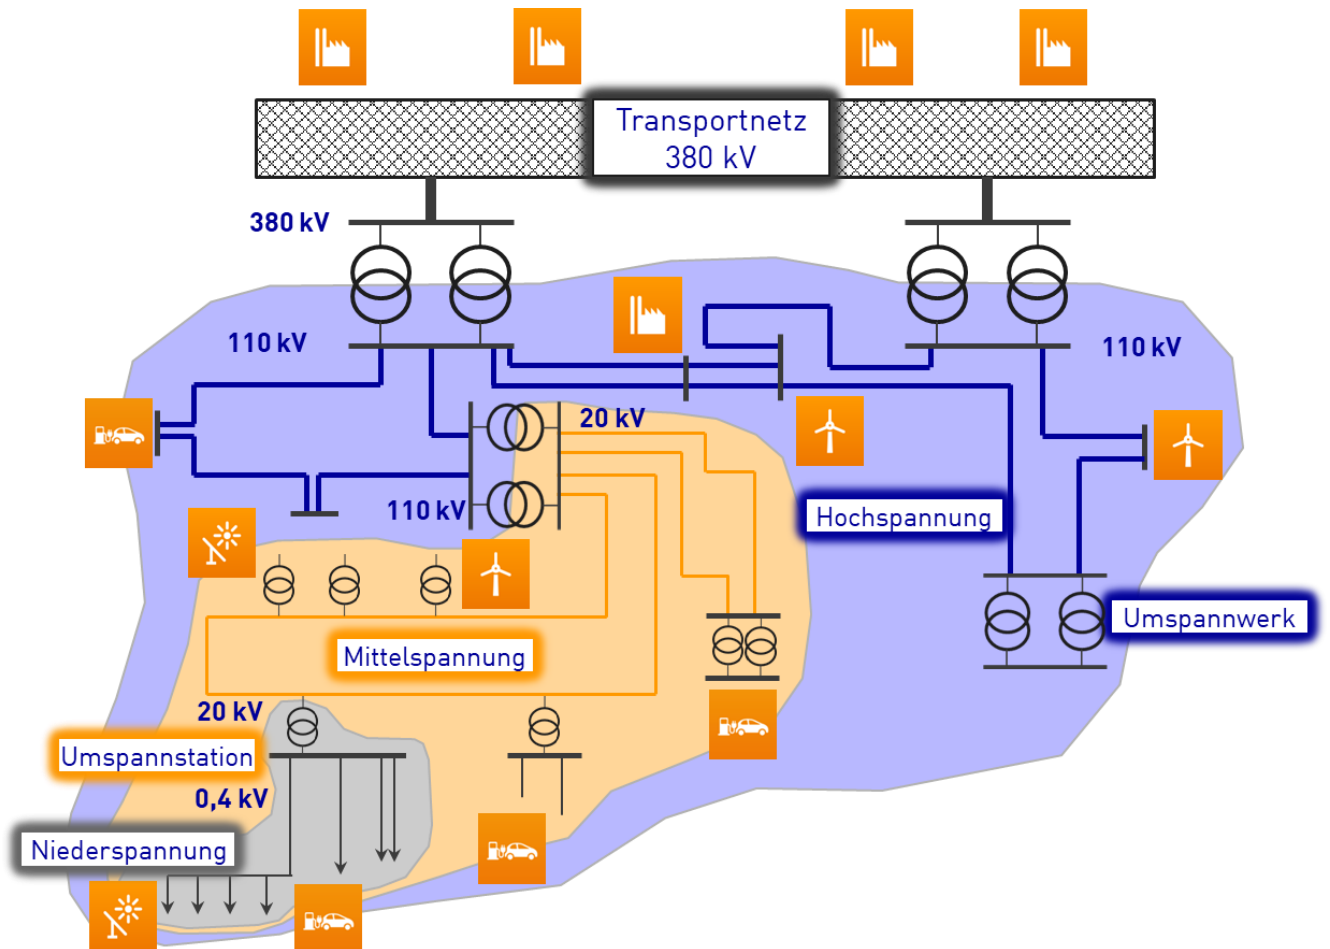 Transportnetz
380 kV
380 kV
110 kV
110 kV
20 kV
110 kV
Hochspannung
Umspannwerk
Mittelspannung
20 kV
Umspannstation
0,4 kV
Niederspannung